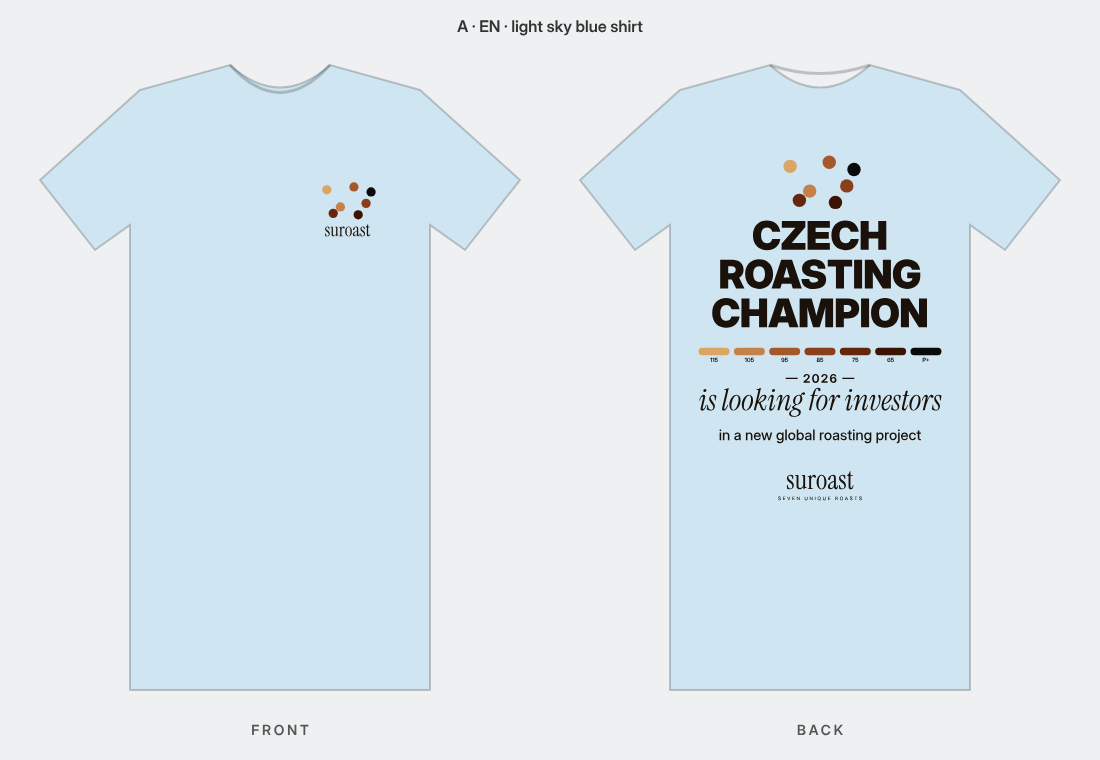 A · EN · light sky blue shirt
suroast
CZECH
ROASTING
CHAMPION
115 105 95 85 75 65 P+
— 2026 —
is looking for investors
in a new global roasting project
suroast
SEVEN UNIQUE ROASTS
FRONT
BACK